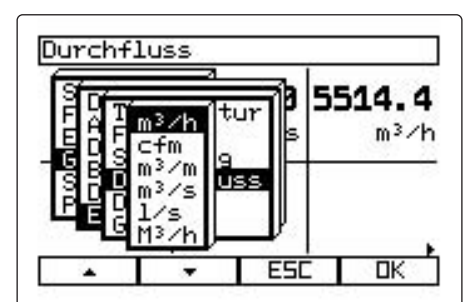 Durchfluss
5514.4
m³/h
tur
g
uss
m³/h
cfm
m³/m
m³/s
l/s
M³/h
ESC
OK